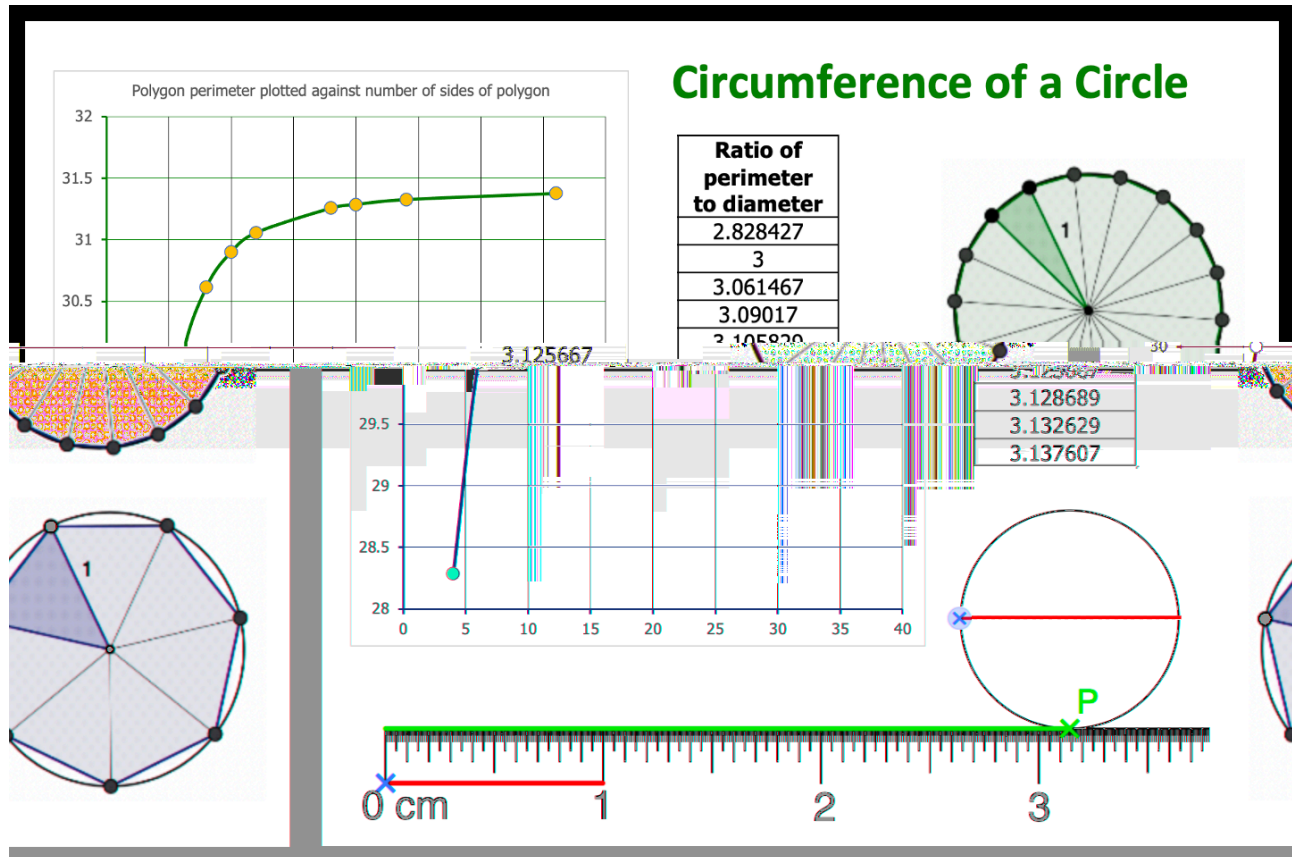 Circumference of a Circle
Polygon perimeter plotted against number of sides of polygon
32
31.5
31
30.5
Ratio of
perimeter
to diameter
2.828427
3
3.061467
3.09017
1
3.125667
30
3.128689
3.132629
3.137607
29.5
29
28.5
28
0 5 10 15 20 25 30 35 40
1
P
0 cm 1 2 3